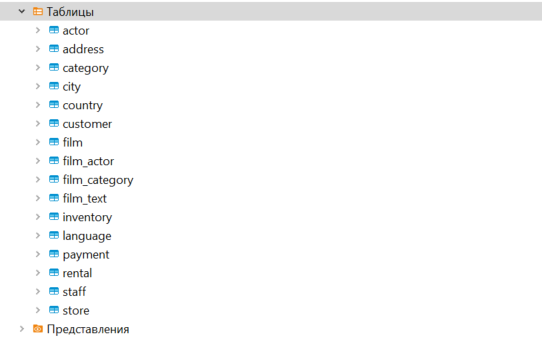 Таблицы
actor
address
category
city
country
customer
film
film_actor
film_category
film_text
inventory
language
payment
rental
staff
store
Представления